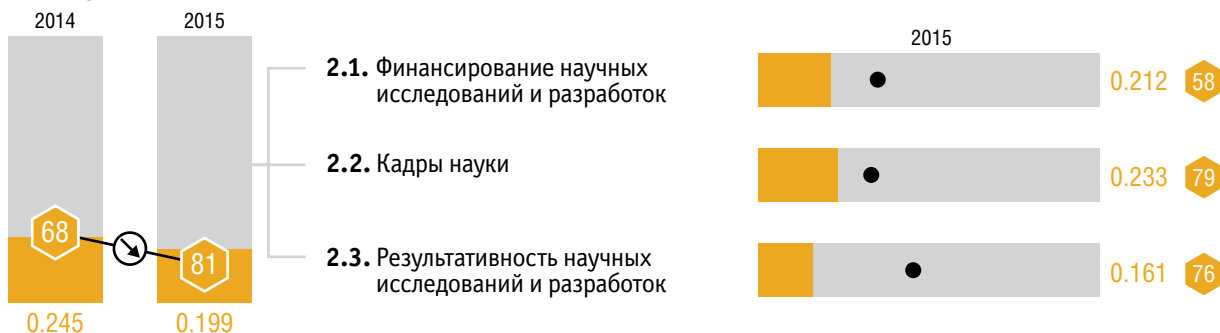 2014
2015
68
81
0.245
0.199
2.1. Финансирование научных
исследований и разработок
2.2. Кадры науки
2.3. Результативность научных
исследований и разработок
2015
0.212
58
0.233
79
0.161
76